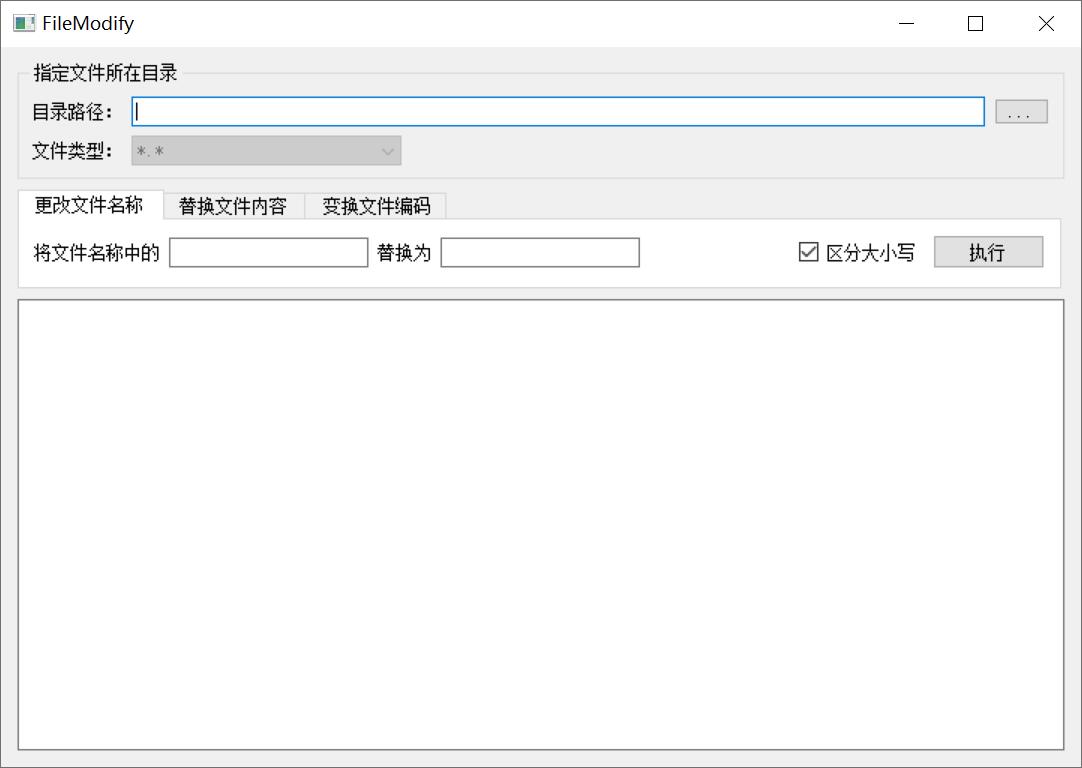 FileModify
指定文件所在目录
目录路径：
...
文件类型：
*.*
更改文件名称
替换文件内容
变换文件编码
将文件名称中的
替换为
区分大小写
执行